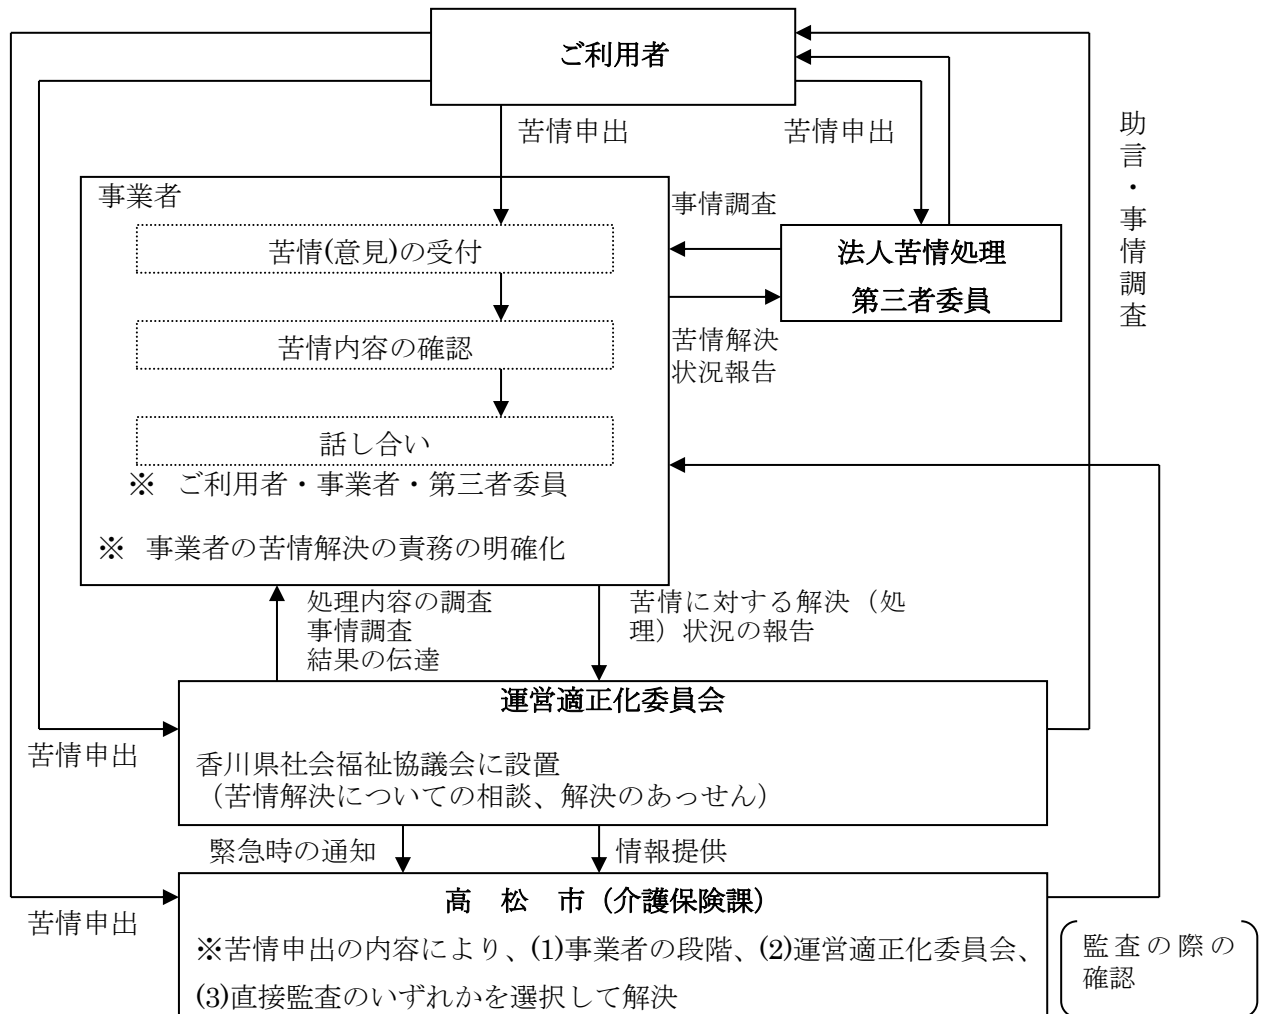 ご利用者
苦情申出
苦情申出
助言・事情調査
事業者
苦情(意見)の受付
苦情内容の確認
話し合い
※　ご利用者・事業者・第三者委員
※　事業者の苦情解決の責務の明確化
事情調査
法人苦情処理
第三者委員
苦情解決
状況報告
処理内容の調査
事情調査
結果の伝達
苦情に対する解決（処
理）状況の報告
運営適正化委員会
苦情申出
香川県社会福祉協議会に設置
（苦情解決についての相談、解決のあっせん）
緊急時の通知
情報提供
高　松　市（介護保険課）
苦情申出
※苦情申出の内容により、(1)事業者の段階、(2)運営適正化委員会、
(3)直接監査のいずれかを選択して解決
監査の際の
確認